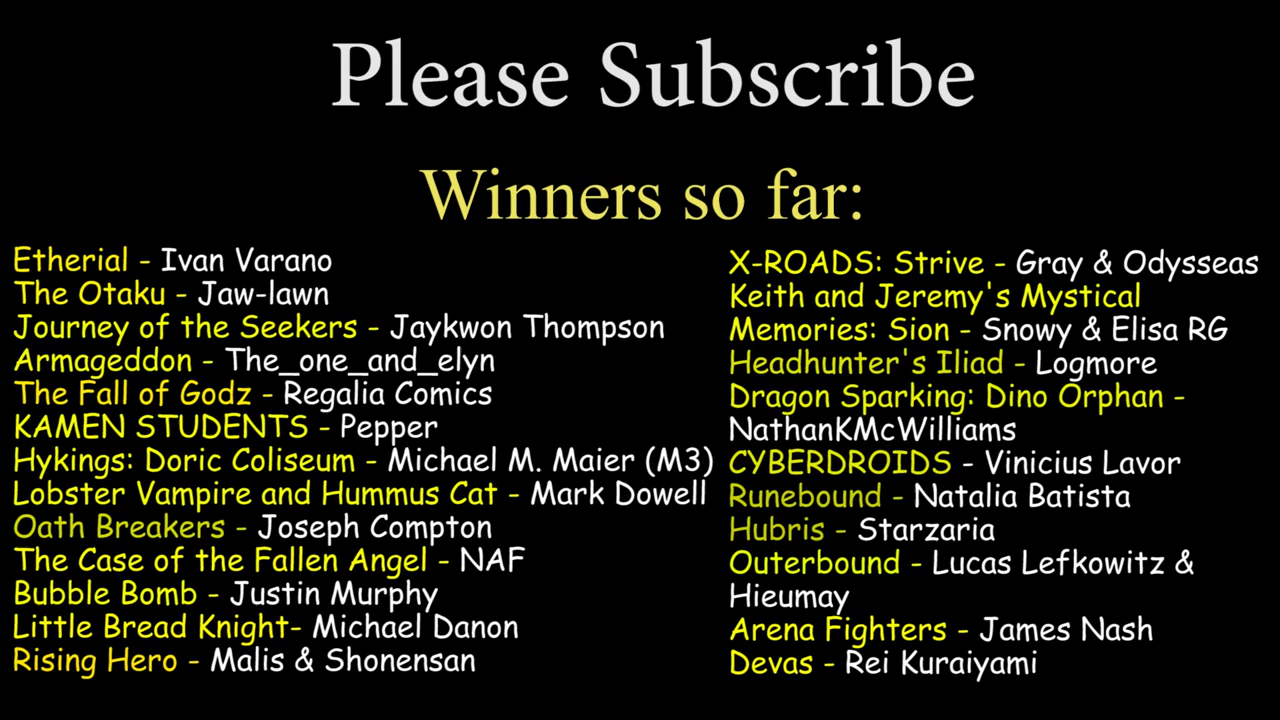 Please Subscribe
Winners so far:
Etherial - Ivan Varano
The Otaku - Jaw-lawn
Journey of the Seekers - Jaykwon Thompson
Armageddon - The_one_and_elyn
The Fall of Godz - Regalia Comics
KAMEN STUDENTS - Pepper
Hykings: Doric Coliseum - Michael M. Maier (M3)
Lobster Vampire and Hummus Cat - Mark Dowell
Oath Breakers - Joseph Compton
The Case of the Fallen Angel - NAF
Bubble Bomb - Justin Murphy
Little Bread Knight- Michael Danon
Rising Hero - Malis & Shonensan
X-ROADS: Strive - Gray & Odysseas
Keith and Jeremy's Mystical
Memories: Sion - Snowy & Elisa RG
Headhunter's Iliad - Logmore
Dragon Sparking: Dino Orphan -
NathanKMcWilliams
CYBERDROIDS - Vinicius Lavor
Runebound - Natalia Batista
Hubris - Starzaria
Outerbound - Lucas Lefkowitz &
Hieumay
Arena Fighters - James Nash
Devas - Rei Kuraiyami